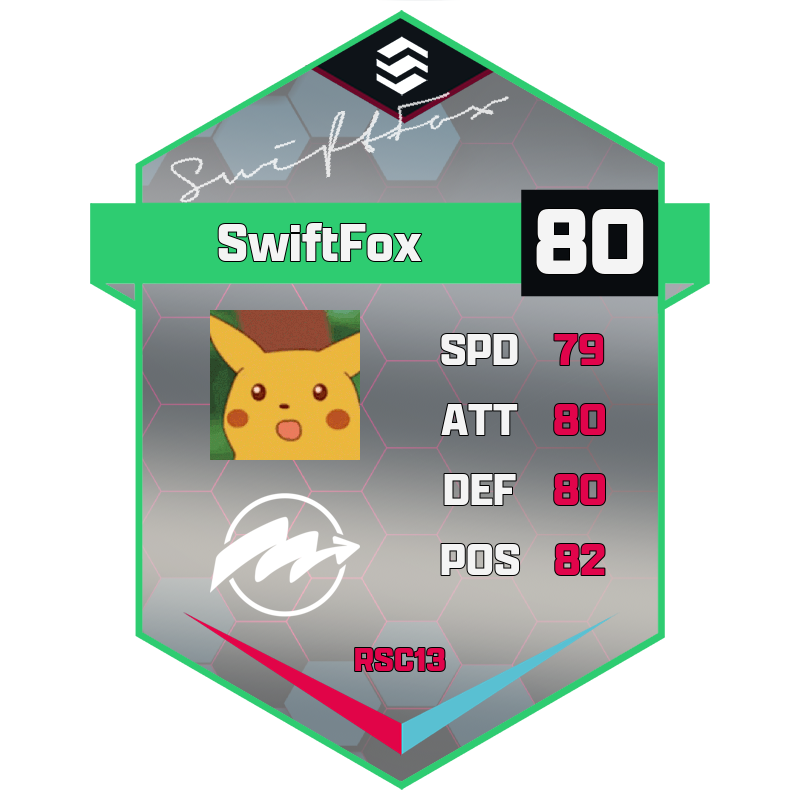 SwiftFox
SwiftFox 80
SPD 79
ATT 80
DEF 80
POS 82
RSC13